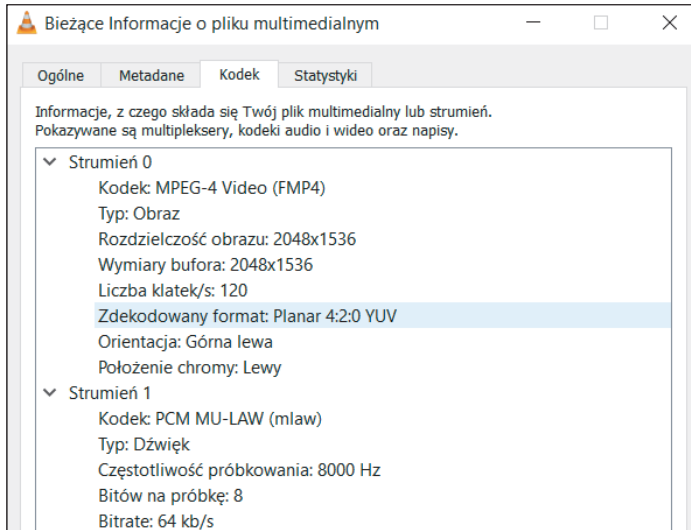 Bieżące Informacje o pliku multimedialnym
Ogólne Metadane Kodek Statystyki
Informacje, z czego składa się Twój plik multimedialny lub strumień.
Pokazywane są multipleksery, kodeki audio i wideo oraz napisy.
Strumień 0
Kodek: MPEG-4 Video (FMP4)
Typ: Obraz
Rozdzielczość obrazu: 2048x1536
Wymiary bufora: 2048x1536
Liczba klatek/s: 120
Zdekodowany format: Planar 4:2:0 YUV
Orientacja: Górna lewa
Położenie chromy: Lewy
Strumień 1
Kodek: PCM MU-LAW (mlaw)
Typ: Dźwięk
Częstotliwość próbkowania: 8000 Hz
Bitów na próbkę: 8
Bitrate: 64 kb/s